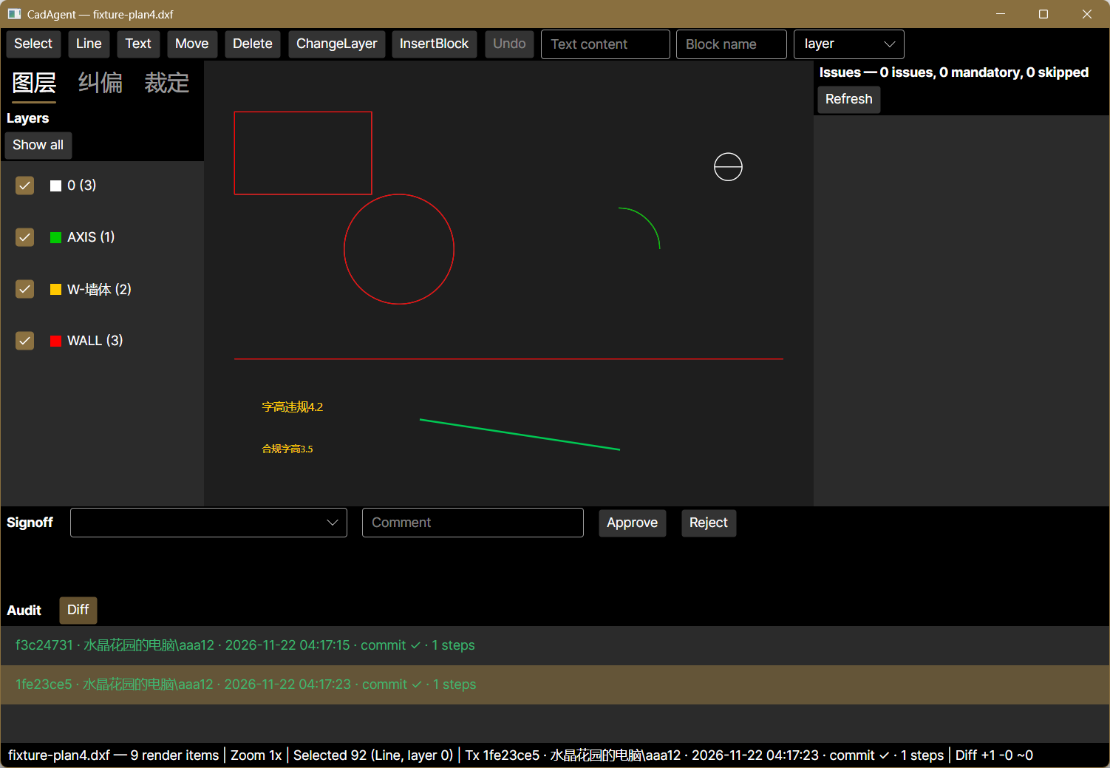 CadAgent — fixture-plan4.dxf
Select Line Text Move Delete ChangeLayer InsertBlock Undo Text content Block name layer
图层 纠偏 裁定
Layers
Show all
0 (3)
AXIS (1)
W-墙体 (2)
WALL (3)
字高违规4.2
合规字高3.5
Issues — 0 issues, 0 mandatory, 0 skipped
Refresh
Signoff Comment Approve Reject
Audit Diff
f3c24731 · 水晶花园的电脑\aaa12 · 2026-11-22 04:17:15 · commit ✓ · 1 steps
1fe23ce5 · 水晶花园的电脑\aaa12 · 2026-11-22 04:17:23 · commit ✓ · 1 steps
fixture-plan4.dxf — 9 render items | Zoom 1x | Selected 92 (Line, layer 0) | Tx 1fe23ce5 · 水晶花园的电脑\aaa12 · 2026-11-22 04:17:23 · commit ✓ · 1 steps | Diff +1 -0 ~0